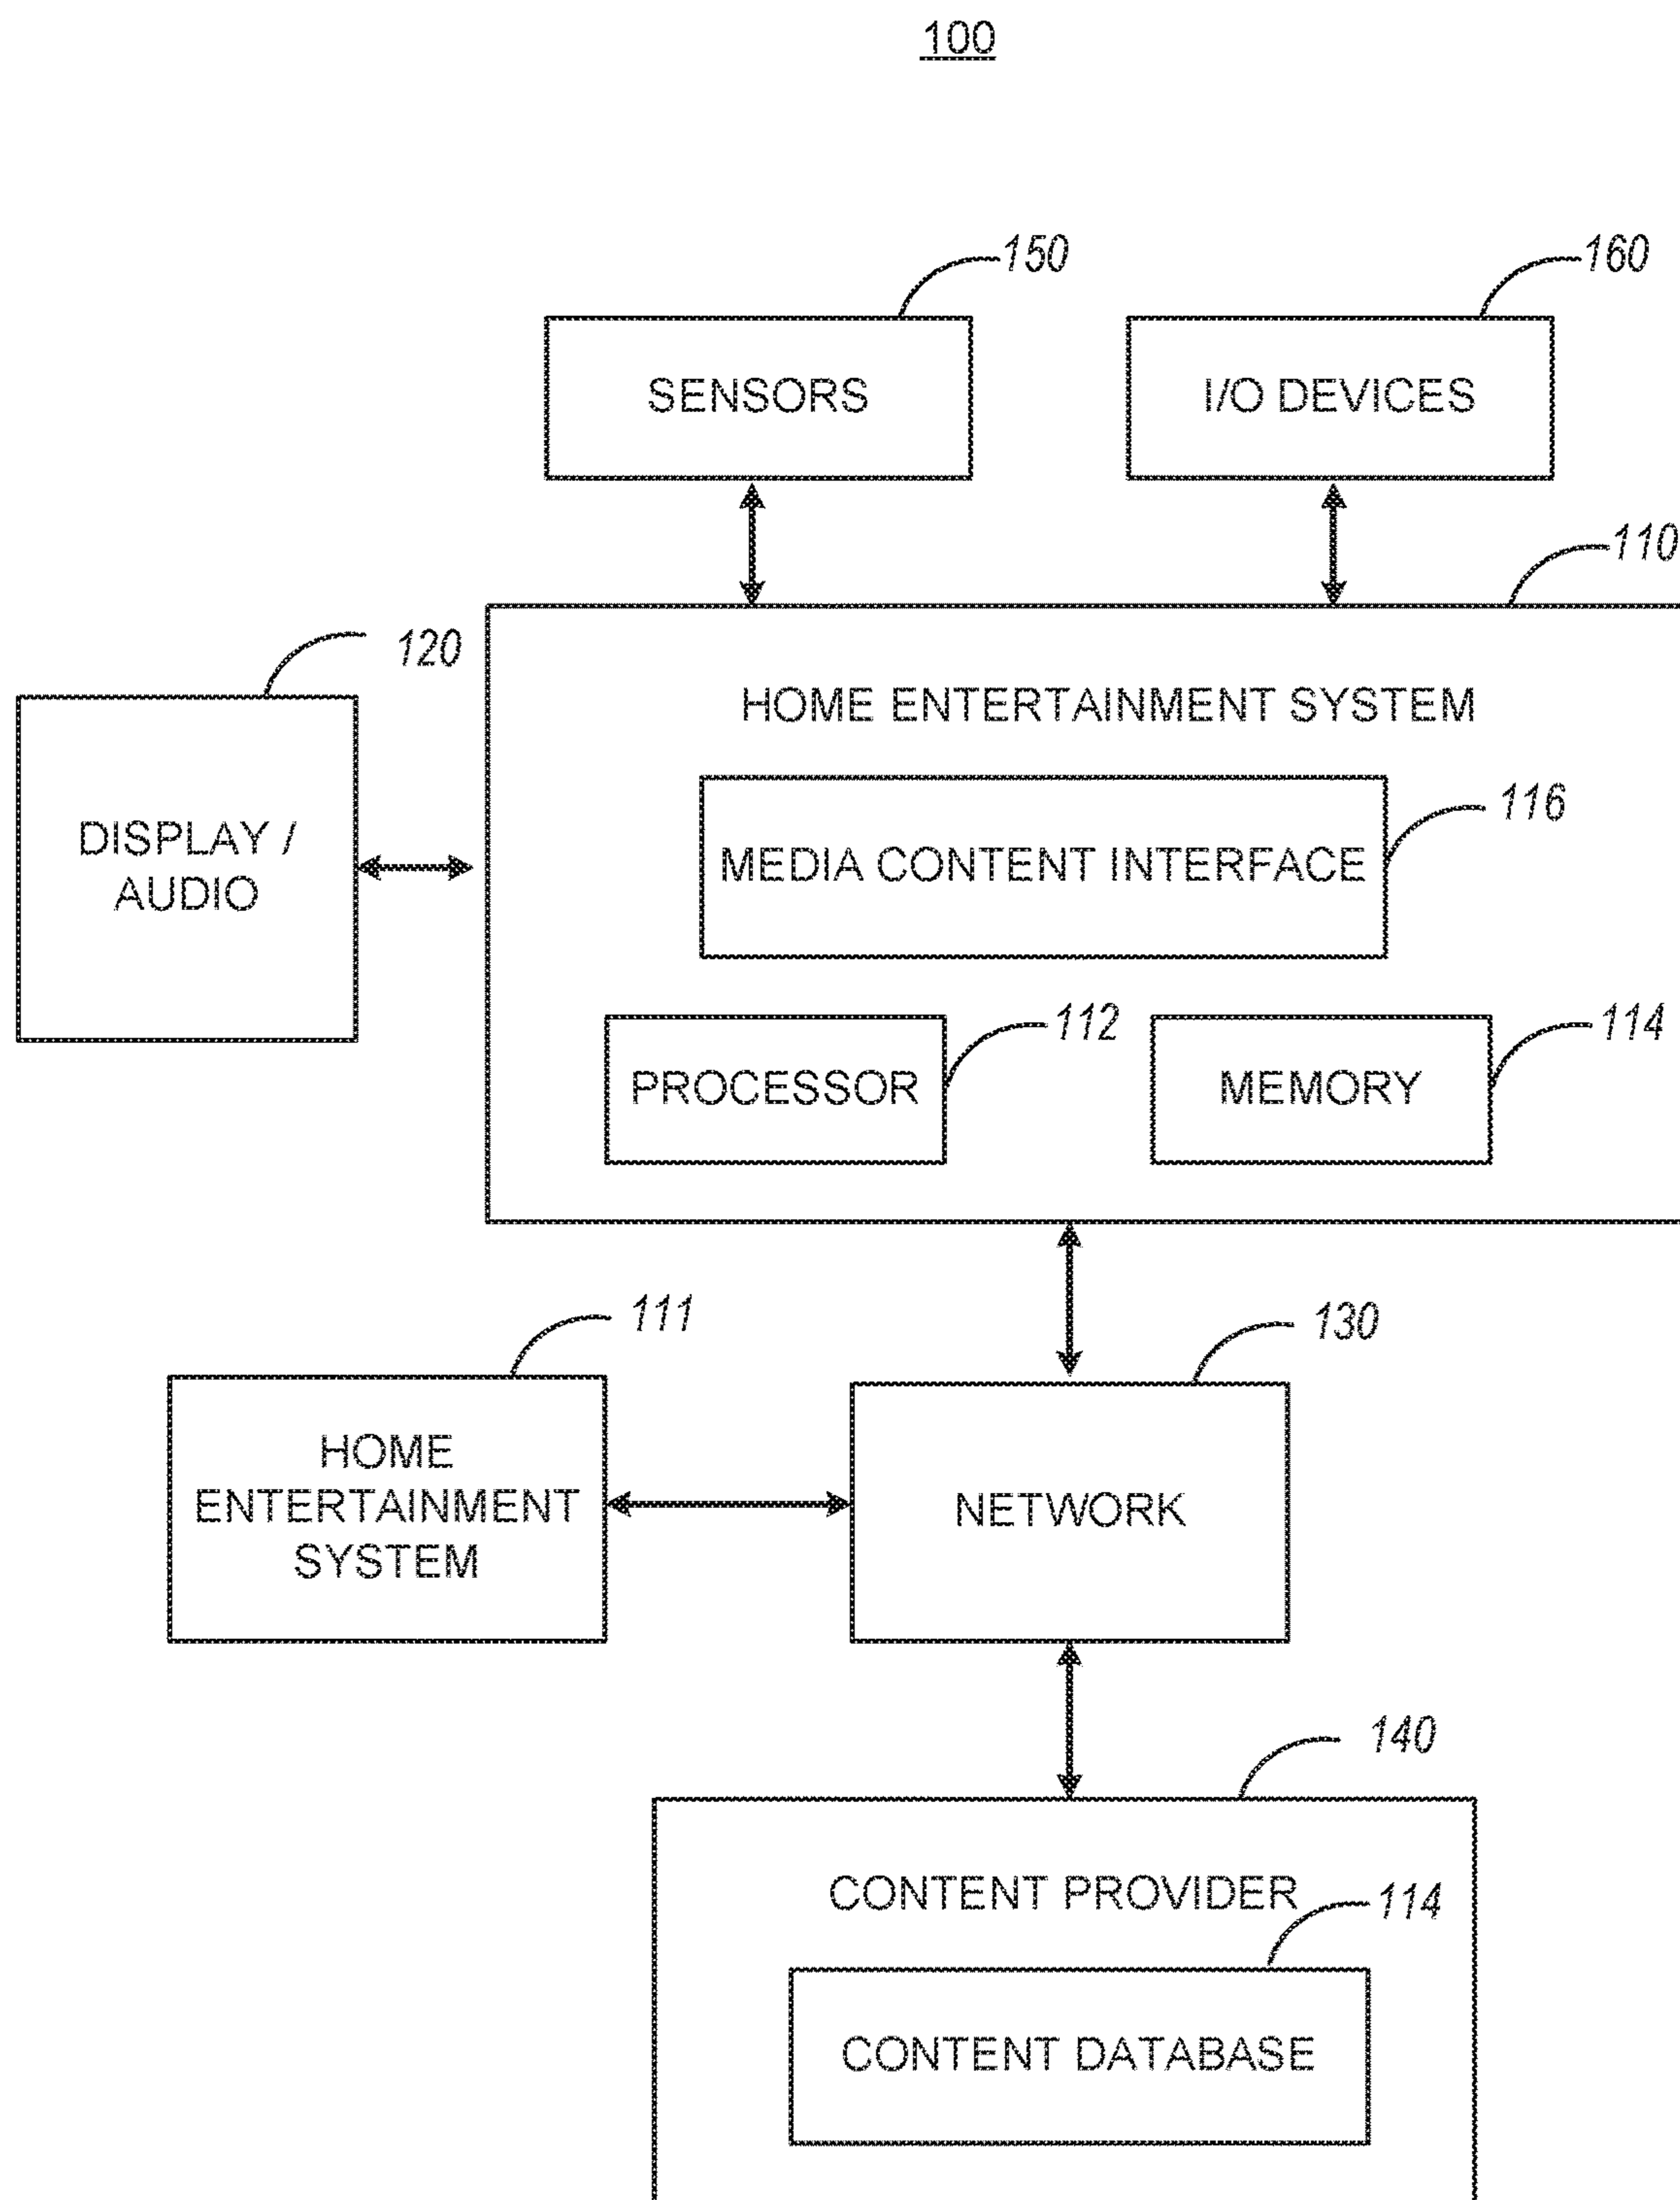 100
150
160
SENSORS
I/O DEVICES
110
120
HOME ENTERTAINMENT SYSTEM
DISPLAY /
AUDIO
116
MEDIA CONTENT INTERFACE
112
114
PROCESSOR
MEMORY
111
130
HOME
ENTERTAINMENT
SYSTEM
NETWORK
140
CONTENT PROVIDER
114
CONTENT DATABASE